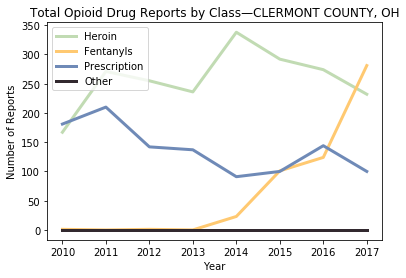 Total Opioid Drug Reports by Class—CLERMONT COUNTY, OH
Heroin
Fentanyls
Prescription
Other
Number of Reports
350
300
250
200
150
100
50
0
2010 2011 2012 2013 2014 2015 2016 2017
Year